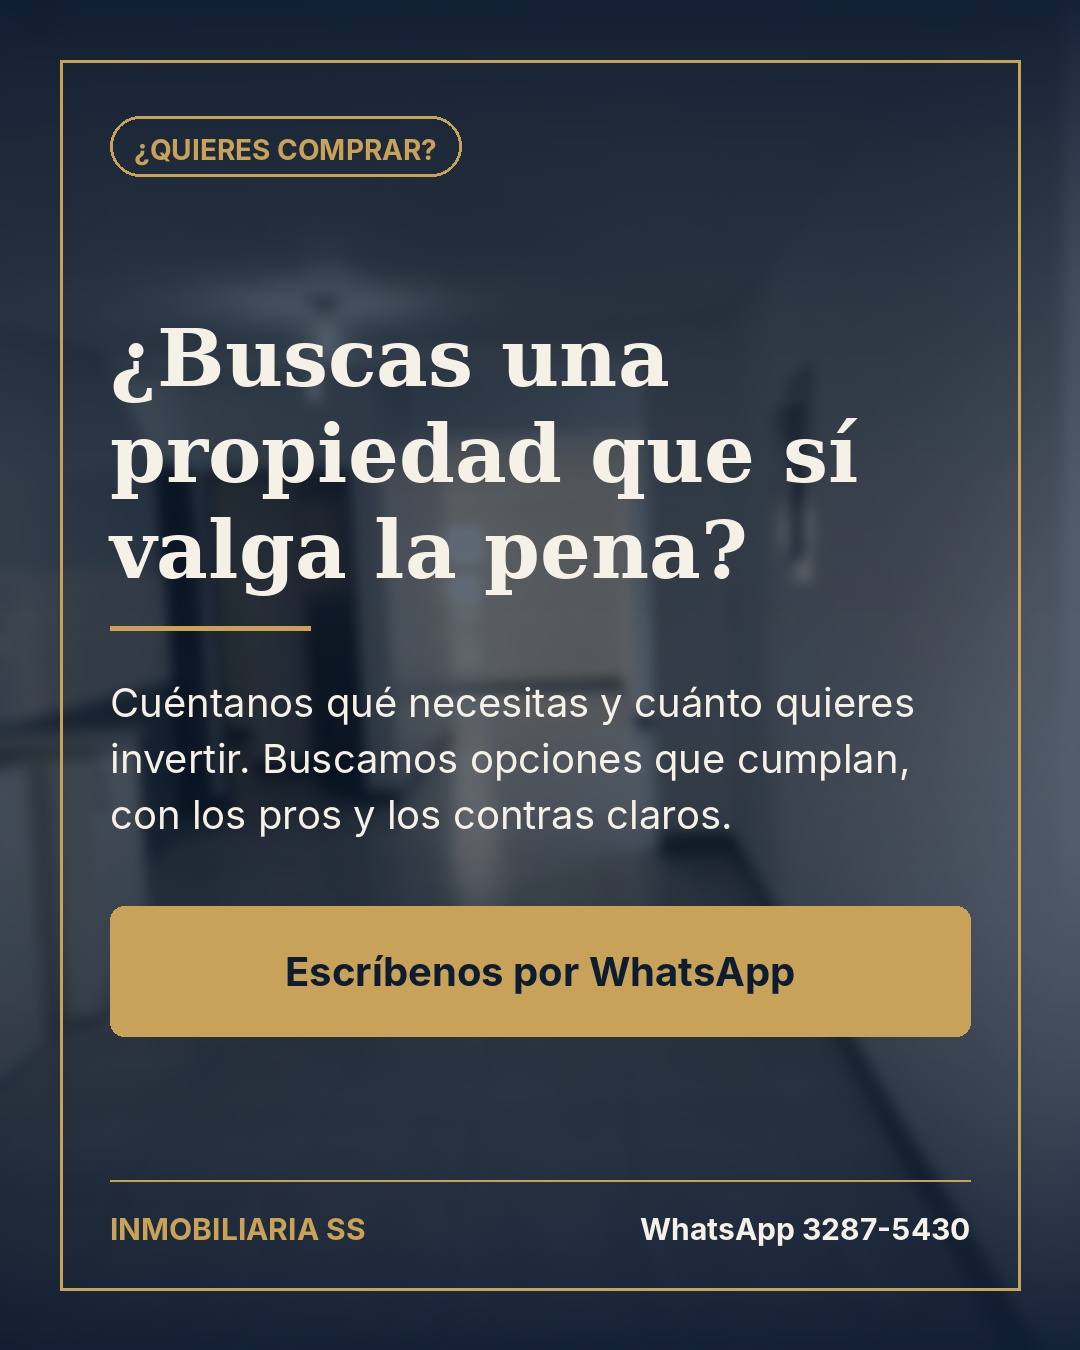 ¿QUIERES COMPRAR?
¿Buscas una
propiedad que sí
valga la pena?
Cuéntanos qué necesitas y cuánto quieres
invertir. Buscamos opciones que cumplan,
con los pros y los contras claros.
Escríbenos por WhatsApp
INMOBILIARIA SS
WhatsApp 3287-5430